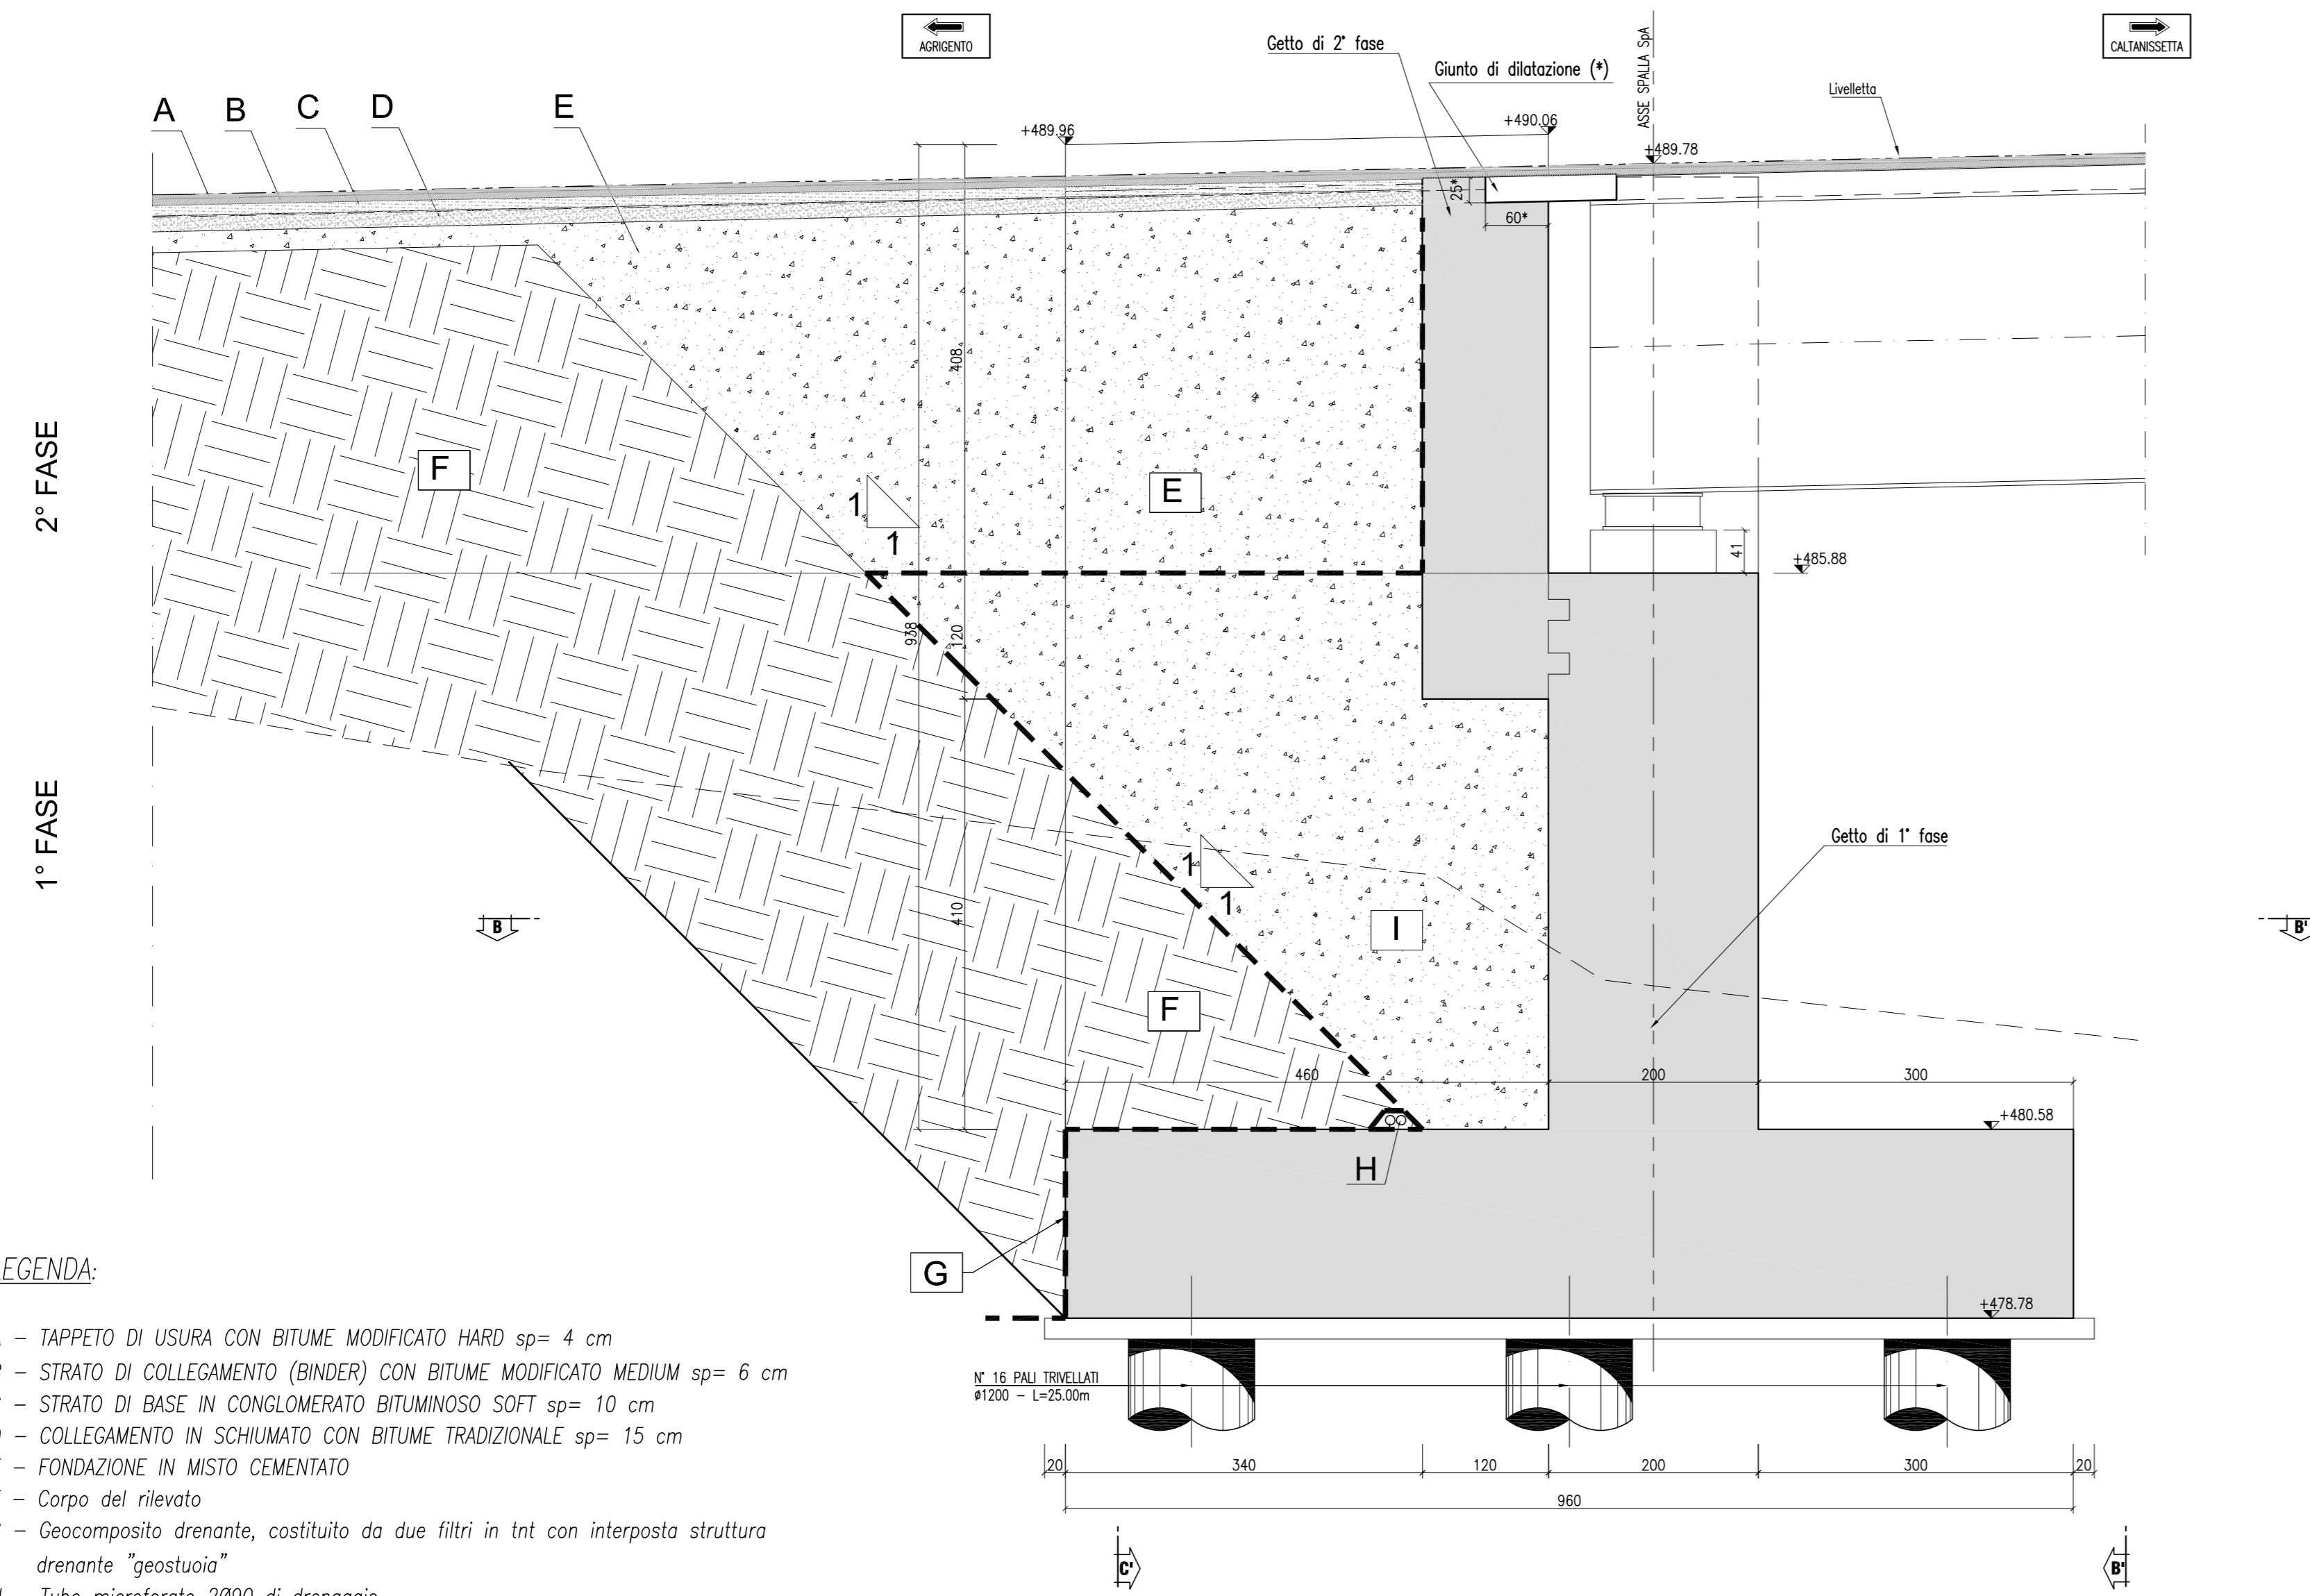 AGRIGENTO
CALTANISSETTA
Getto di 2° fase
Giunto di dilatazione (*)
ASSE SPALLA SpA
Livelletta
A
B
C
D
E
+489.96
+490.06
+489.78
25*
60*
408
2° FASE
F
E
1
1
41
+485.88
938
120
1° FASE
Getto di 1° fase
1
1
410
I
B
B'
F
460
200
300
+480.58
H
G
+478.78
LEGENDA:
– TAPPETO DI USURA CON BITUME MODIFICATO HARD sp= 4 cm
– STRATO DI COLLEGAMENTO (BINDER) CON BITUME MODIFICATO MEDIUM sp= 6 cm
– STRATO DI BASE IN CONGLOMERATO BITUMINOSO SOFT sp= 10 cm
– COLLEGAMENTO IN SCHIUMATO CON BITUME TRADIZIONALE sp= 15 cm
– FONDAZIONE IN MISTO CEMENTATO
– Corpo del rilevato
– Geocomposito drenante, costituito da due filtri in tnt con interposta struttura
drenante "geostuoia"
– Tubo microforato 2Ø90 di drenaggio
N° 16 PALI TRIVELLATI
ø1200 – L=25.00m
20
340
120
200
300
20
960
C'
B'